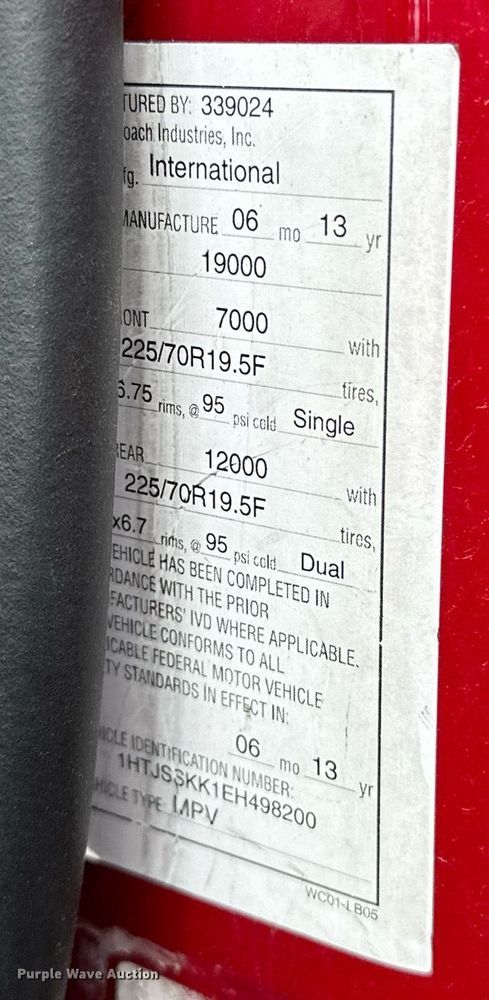 TURED BY: 339024
oach Industries, Inc.
fg. International
MANUFACTURE 06 mo 13 yr
19000
ONT 7000 with
225/70R19.5F tires,
6.75 rims, @ 95 psi cold Single
REAR 12000 with
225/70R19.5F tires,
x6.7 rims, @ 95 psi cold Dual
EHICLE HAS BEEN COMPLETED IN
RDANCE WITH THE PRIOR
FACTURERS' IVD WHERE APPLICABLE.
VEHICLE CONFORMS TO ALL
ICABLE FEDERAL MOTOR VEHICLE
TY STANDARDS IN EFFECT IN:
06 mo 13 yr
HICLE IDENTIFICATION NUMBER:
1HTJSSKK1EH498200
HICLE TYPE: MPV
WC01-LB05
Purple Wave Auction